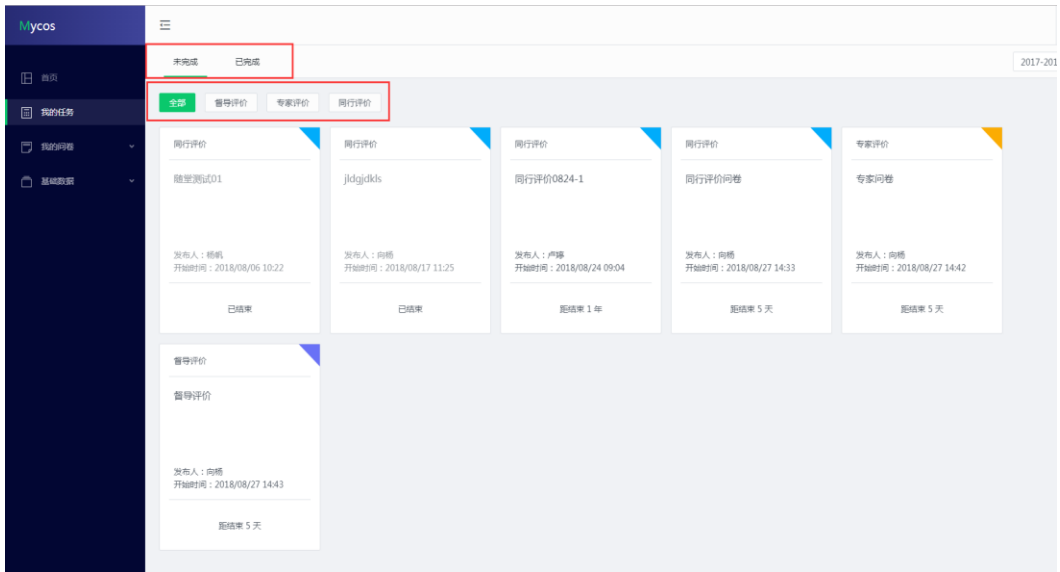 Mycos
未完成 已完成
2017-201
首页
我的任务
我的问卷
基础数据
全部 督导评价 专家评价 同行评价
同行评价
随堂测试01
发布人：杨帆
开始时间：2018/08/06 10:22
已结束
同行评价
jldgjdkls
发布人：向杨
开始时间：2018/08/17 11:25
已结束
同行评价
同行评价0824-1
发布人：卢婷
开始时间：2018/08/24 09:04
距结束 1 年
同行评价
同行评价问卷
发布人：向杨
开始时间：2018/08/27 14:33
距结束 5 天
专家评价
专家问卷
发布人：向杨
开始时间：2018/08/27 14:42
距结束 5 天
督导评价
督导评价
发布人：向杨
开始时间：2018/08/27 14:43
距结束 5 天